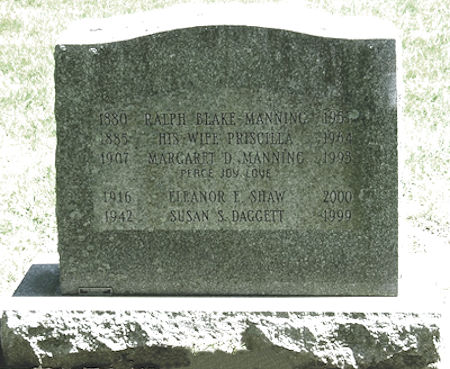 1880 RALPH BLAKE MANNING
1885 HIS WIFE PRISCILLA 1964
1907 MARGARET D. MANNING 1993
PEACE JOY LOVE
1916 ELEANOR E. SHAW 2000
1942 SUSAN S. DAGGETT 1999